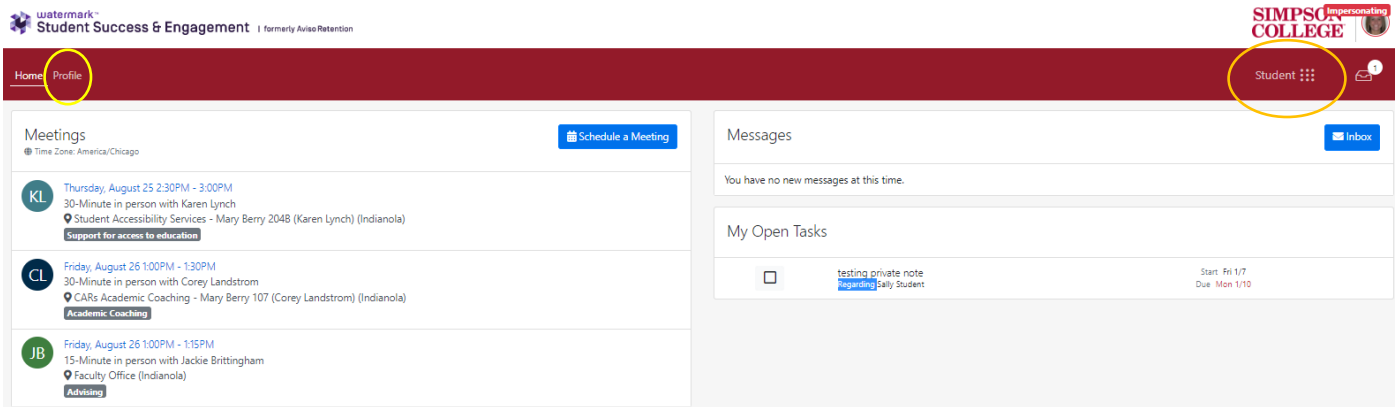 watermark™
Student Success & Engagement | formerly Aviso Retention
SIMPSON
COLLEGE
Impersonating
Home Profile
Student
1
Meetings
Time Zone: America/Chicago
Schedule a Meeting
KL
Thursday, August 25 2:30PM - 3:00PM
30-Minute in person with Karen Lynch
Student Accessibility Services - Mary Berry 204B (Karen Lynch) (Indianola)
Support for access to education
CL
Friday, August 26 1:00PM - 1:30PM
30-Minute in person with Corey Landstrom
CARs Academic Coaching - Mary Berry 107 (Corey Landstrom) (Indianola)
Academic Coaching
JB
Friday, August 26 1:00PM - 1:15PM
15-Minute in person with Jackie Brittingham
Faculty Office (Indianola)
Advising
Messages
Inbox
You have no new messages at this time.
My Open Tasks
testing private note
Regarding Sally Student
Start Fri 1/7
Due Mon 1/10